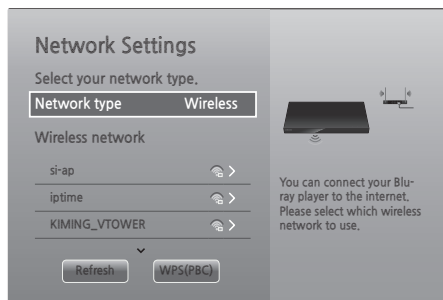 Network Settings
Select your network type.
Network type Wireless
Wireless network
si-ap
iptime
KIMING_VTOWER
Refresh WPS(PBC)
You can connect your Blu-
ray player to the internet.
Please select which wireless
network to use.